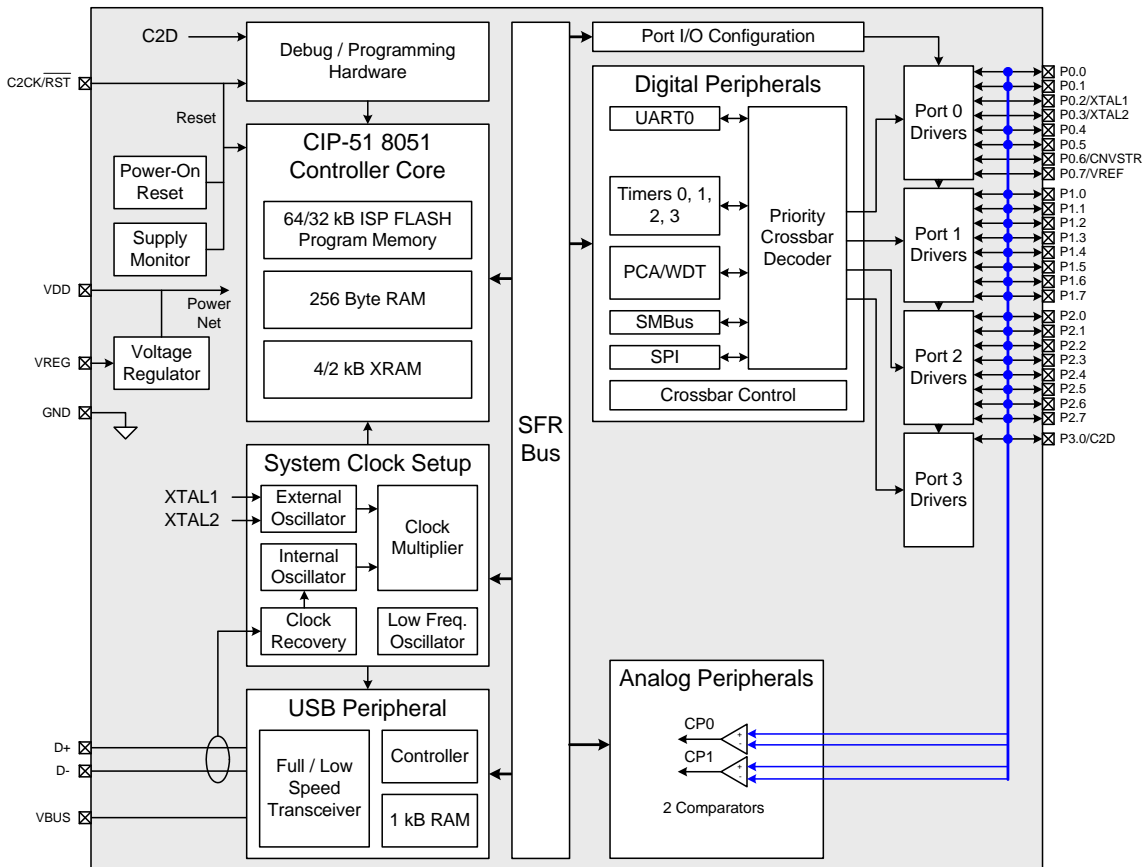 C2D
C2CK/RST
Debug / Programming
Hardware
Reset
Power-On
Reset
Supply
Monitor
VDD
Power
Net
VREG
Voltage
Regulator
GND
CIP-51 8051
Controller Core
64/32 kB ISP FLASH
Program Memory
256 Byte RAM
4/2 kB XRAM
System Clock Setup
XTAL1
XTAL2
External
Oscillator
Internal
Oscillator
Clock
Multiplier
Clock
Recovery
Low Freq.
Oscillator
USB Peripheral
D+
D-
VBUS
Full / Low
Speed
Transceiver
Controller
1 kB RAM
SFR
Bus
Port I/O Configuration
Digital Peripherals
UART0
Timers 0, 1,
2, 3
PCA/WDT
SMBus
SPI
Priority
Crossbar
Decoder
Crossbar Control
Port 0
Drivers
Port 1
Drivers
Port 2
Drivers
Port 3
Drivers
P0.0
P0.1
P0.2/XTAL1
P0.3/XTAL2
P0.4
P0.5
P0.6/CNVSTR
P0.7/VREF
P1.0
P1.1
P1.2
P1.3
P1.4
P1.5
P1.6
P1.7
P2.0
P2.1
P2.2
P2.3
P2.4
P2.5
P2.6
P2.7
P3.0/C2D
Analog Peripherals
CP0
+
-
CP1
+
-
2 Comparators